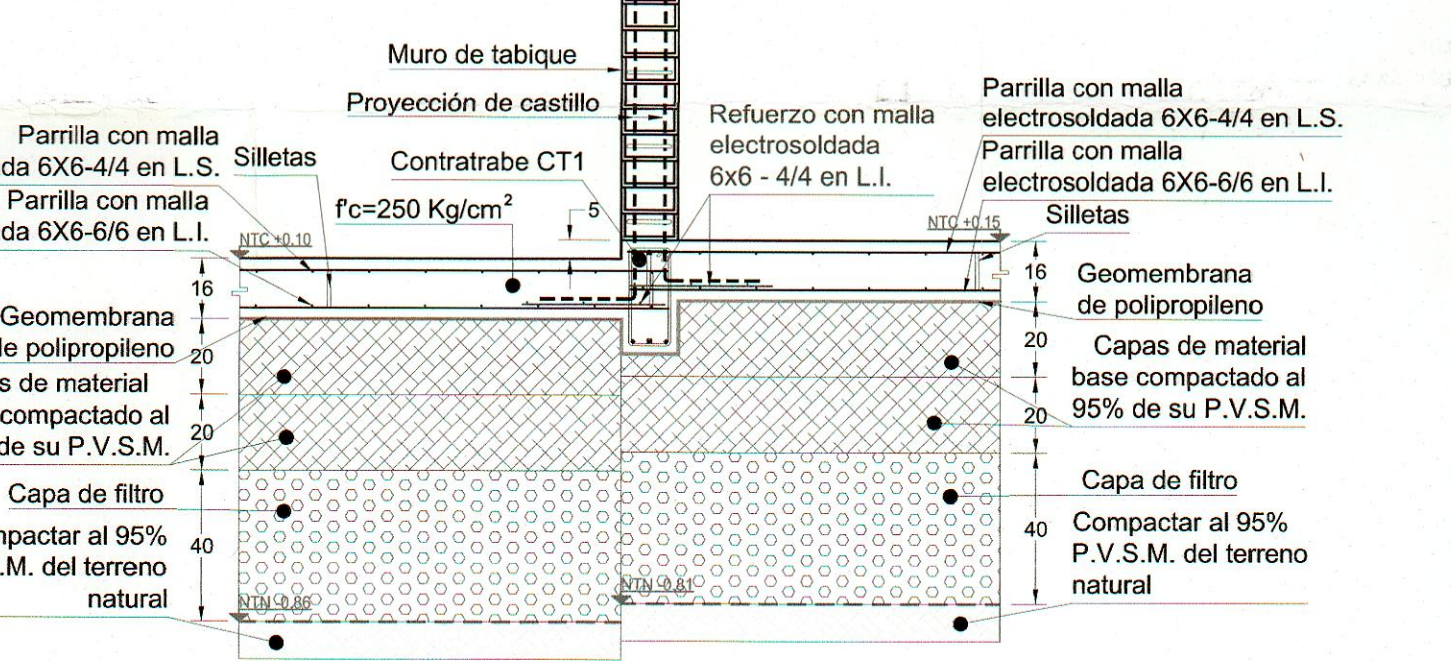 Muro de tabique
Proyección de castillo
Parrilla con malla
ada 6X6-4/4 en L.S.
Parrilla con malla
da 6X6-6/6 en L.I.
Silletas
Contratrabe CT1
f'c=250 Kg/cm²
5
Refuerzo con malla
electrosoldada
6x6 - 4/4 en L.I.
Parrilla con malla
electrosoldada 6X6-4/4 en L.S.
Parrilla con malla
electrosoldada 6X6-6/6 en L.I.
Silletas
NTC +0.10
NTC +0.15
16
Geomembrana
de polipropileno
20
s de material
compactado al
de su P.V.S.M.
20
Capa de filtro
mpactar al 95%
.M. del terreno
natural
40
NTN -0.86
NTN -0.81
16
Geomembrana
de polipropileno
20
Capas de material
base compactado al
95% de su P.V.S.M.
20
Capa de filtro
40
Compactar al 95%
P.V.S.M. del terreno
natural